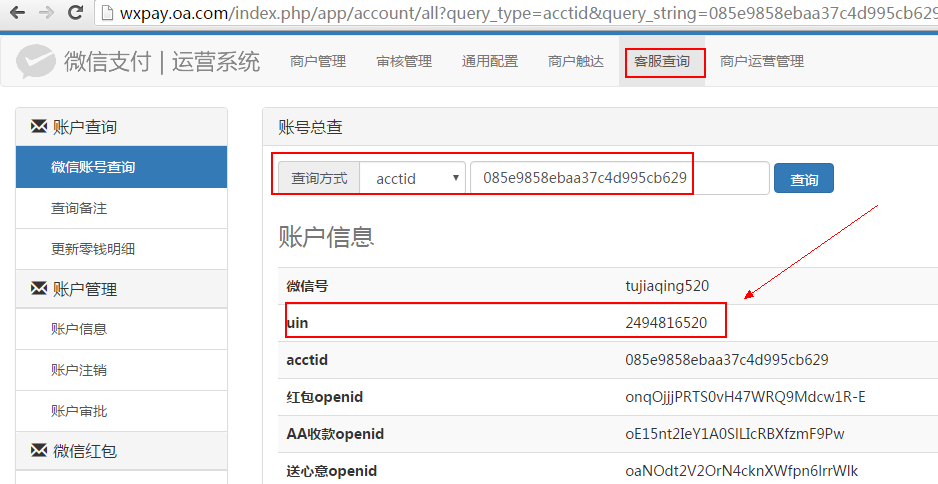 wxpay.oa.com/index.php/app/account/all?query_type=acctid&query_string=085e9858ebaa37c4d995cb629
微信支付 | 运营系统 商户管理 审核管理 通用配置 商户触达 客服查询 商户运营管理
账户查询
微信账号查询
查询备注
更新零钱明细
账户管理
账户信息
账户注销
账户审批
微信红包
账号总查
查询方式 acctid 085e9858ebaa37c4d995cb629 查询
账户信息
微信号 tujiaqing520
uin 2494816520
acctid 085e9858ebaa37c4d995cb629
红包openid onqOjjjPRTS0vH47WRQ9Mdcw1R-E
AA收款openid oE15nt2IeY1A0SlLIcRBXfzmF9Pw
送心意openid oaNOdt2V2OrN4cknXWfpn6IrrWlk